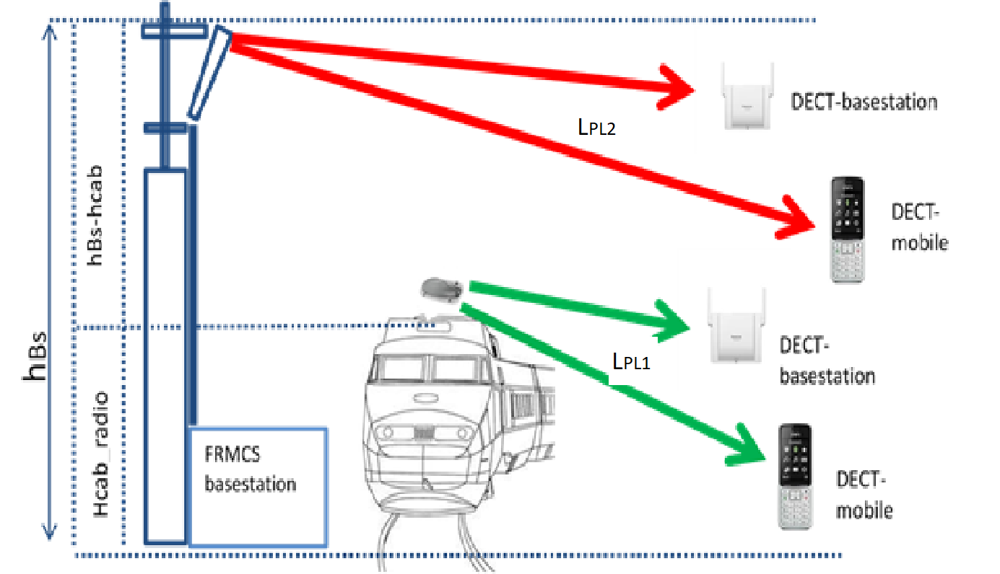 DECT-basestation
LPL2
hBs-hcab
DECT-
mobile
hBs
DECT-
basestation
LPL1
Hcab_radio
FRMCS
basestation
DECT-
mobile